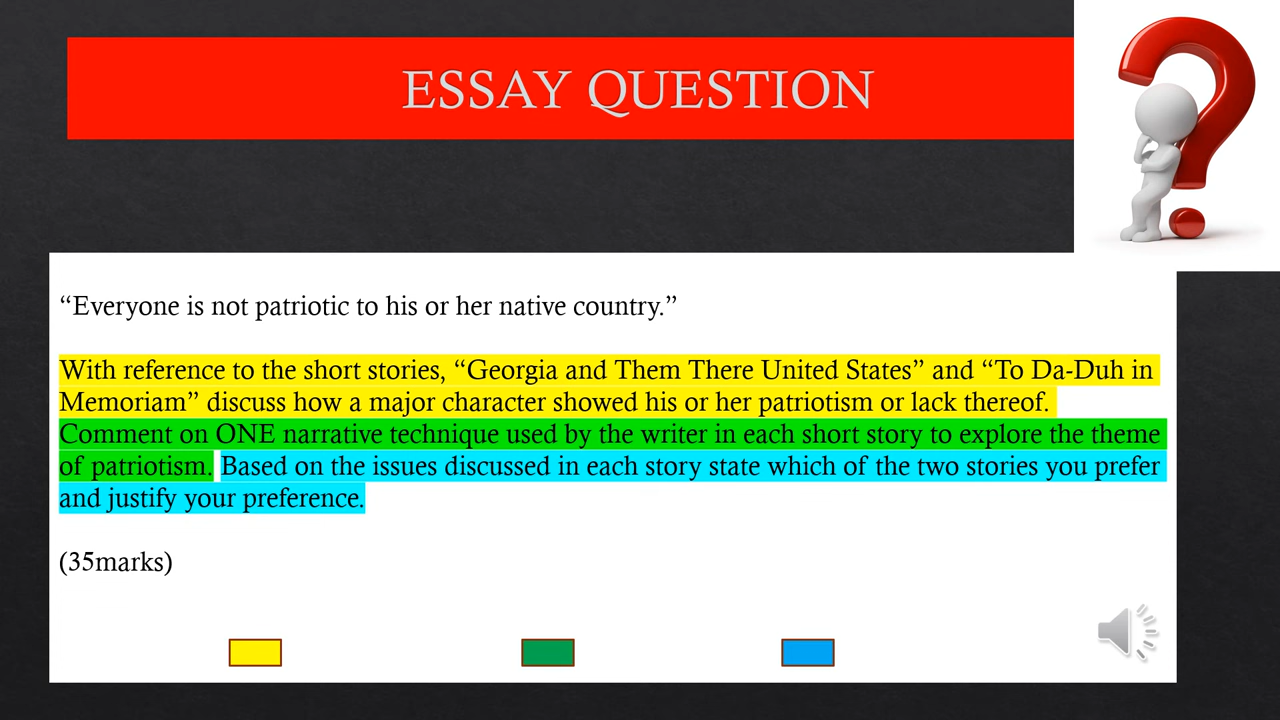 ESSAY QUESTION
“Everyone is not patriotic to his or her native country.”
With reference to the short stories, “Georgia and Them There United States” and “To Da-Duh in
Memoriam” discuss how a major character showed his or her patriotism or lack thereof.
Comment on ONE narrative technique used by the writer in each short story to explore the theme
of patriotism. Based on the issues discussed in each story state which of the two stories you prefer
and justify your preference.
(35marks)